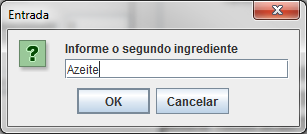 Entrada
Informe o segundo ingrediente
Azeite
OK
Cancelar